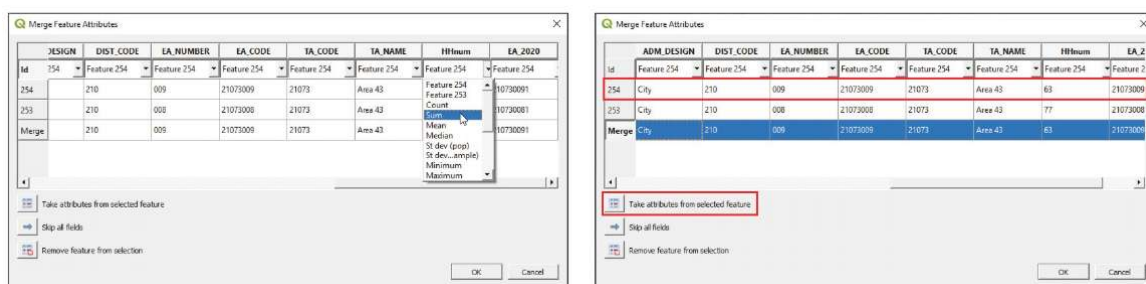 Merge Feature Attributes
DESIGN DIST_CODE EA_NUMBER EA_CODE TA_CODE TA_NAME HHnum EA_2020
Id 254 Feature 254 Feature 254 Feature 254 Feature 254 Feature 254 Feature 254 Feature 254
254 210 009 21073009 21073 Area 43 10730091
253 210 008 21073008 21073 Area 43 10730081
Merge 210 009 21073009 21073 Area 43 10730091
Feature 254
Feature 253
Count
Sum
Mean
Median
St dev (pop)
St dev...ample)
Minimum
Maximum
Take attributes from selected feature
Skip all fields
Remove feature from selection
OK Cancel
Merge Feature Attributes
ADM_DESIGN DIST_CODE EA_NUMBER EA_CODE TA_CODE TA_NAME HHnum EA_2
Id Feature 254 Feature 254 Feature 254 Feature 254 Feature 254 Feature 254 Feature 254 Feature 2
254 City 210 009 21073009 21073 Area 43 63 21073009
253 City 210 008 21073008 21073 Area 43 77 21073008
Merge City 210 009 21073009 21073 Area 43 63 21073009
Take attributes from selected feature
Skip all fields
Remove feature from selection
OK Cancel